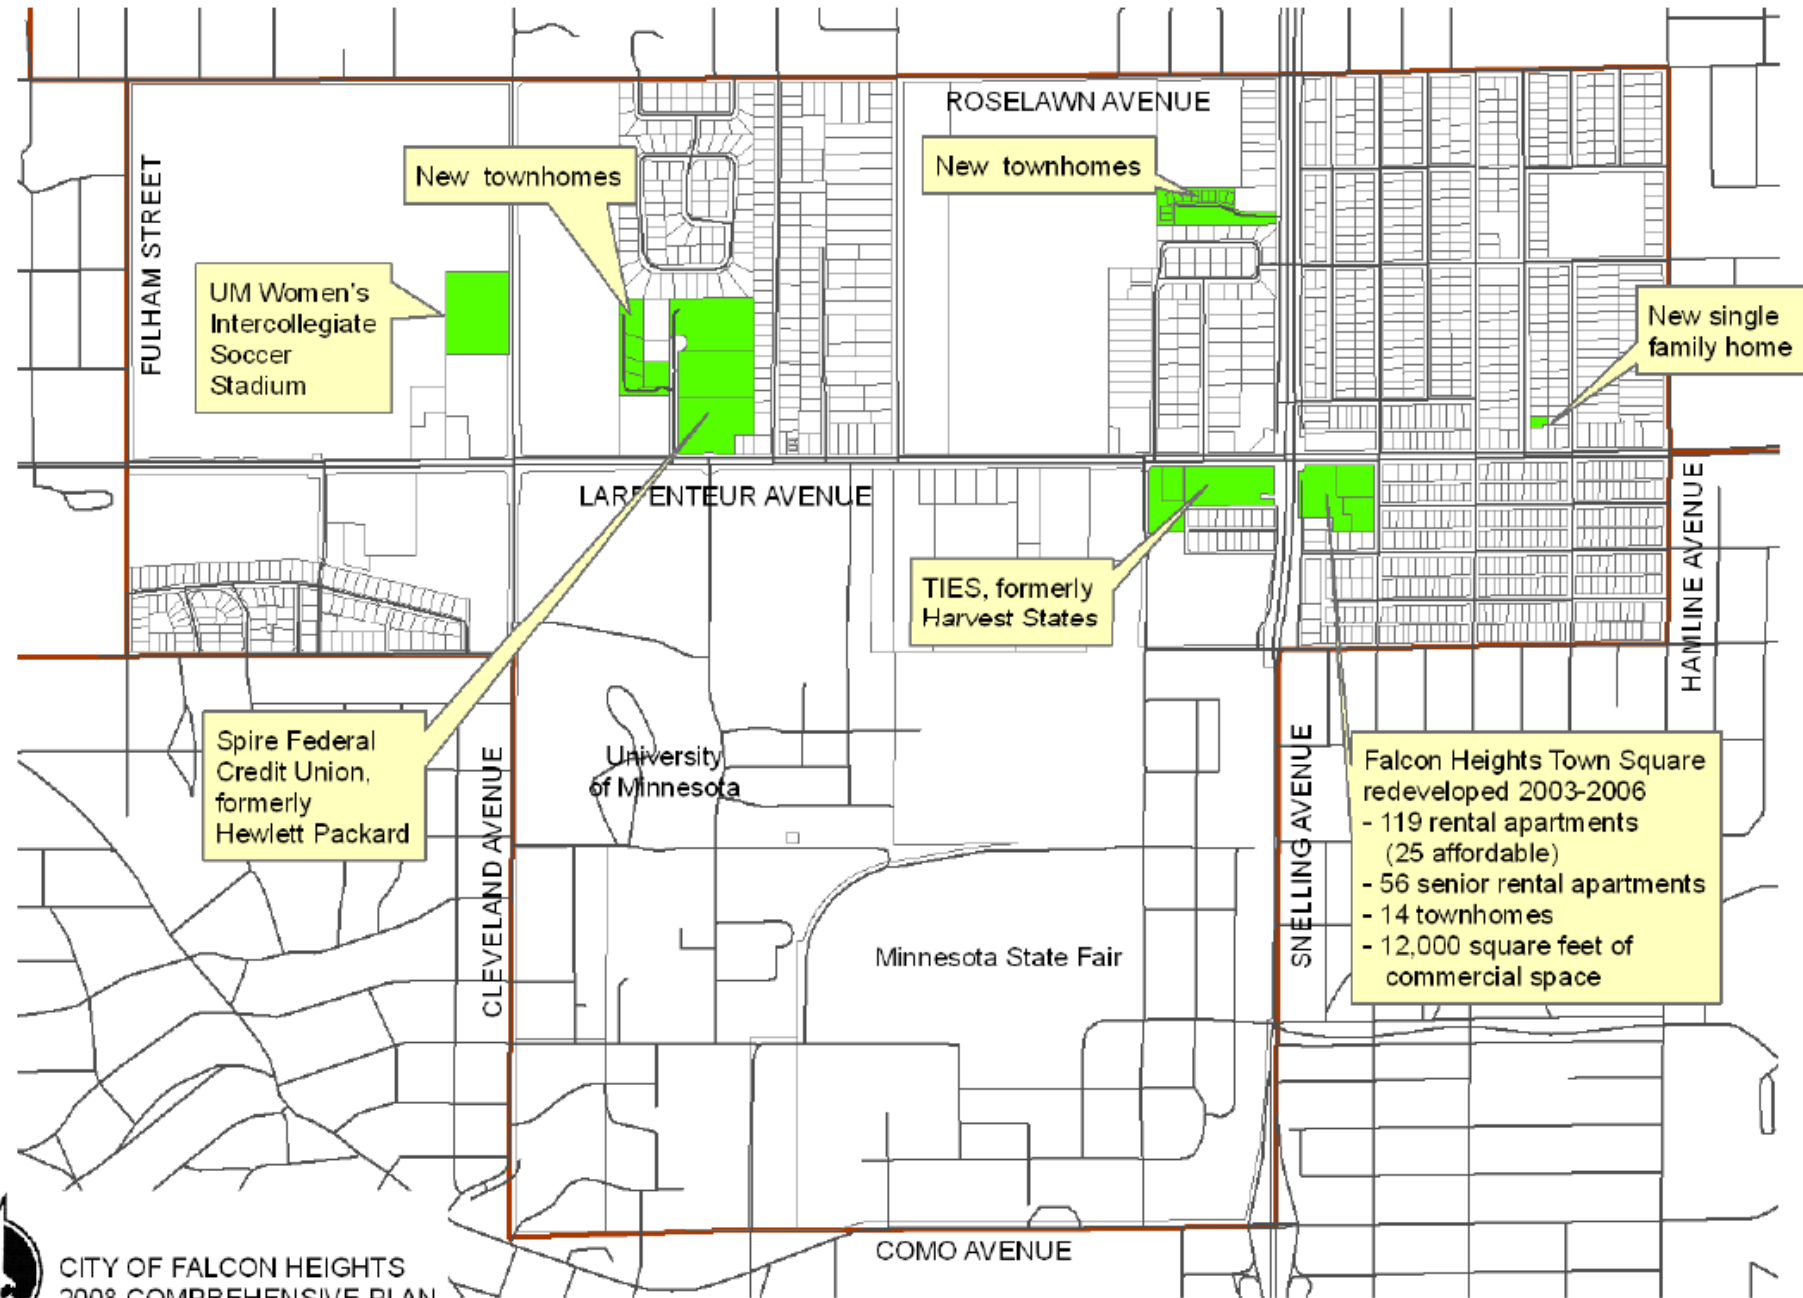 ROSELAWN AVENUE
New townhomes
New townhomes
FULHAM STREET
UM Women's
Intercollegiate
Soccer
Stadium
New single
family home
LARPENTEUR AVENUE
HAMLINE AVENUE
TIES, formerly
Harvest States
Spire Federal
Credit Union,
formerly
Hewlett Packard
CLEVELAND AVENUE
University
of Minnesota
SNELLING AVENUE
Falcon Heights Town Square
redeveloped 2003-2006
- 119 rental apartments
(25 affordable)
- 56 senior rental apartments
- 14 townhomes
- 12,000 square feet of
commercial space
Minnesota State Fair
COMO AVENUE
CITY OF FALCON HEIGHTS
2008 COMPREHENSIVE PLAN